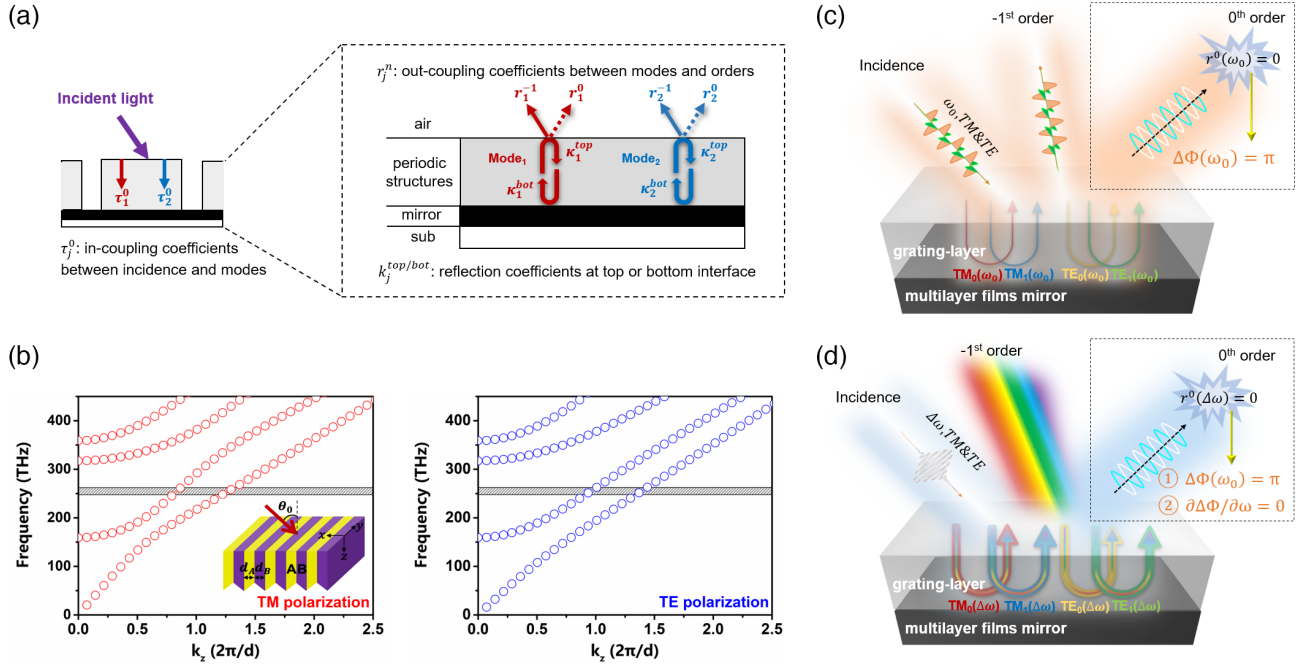 (a)
Incident light
τ₁⁰ τ₂⁰
τⱼ⁰: in-coupling coefficients
between incidence and modes
rⱼⁿ: out-coupling coefficients between modes and orders
r₁⁻¹ r₁⁰ r₂⁻¹ r₂⁰
air
periodic
structures
mirror
sub
Mode₁ κ₁ᵗᵒᵖ Mode₂ κ₂ᵗᵒᵖ
κ₁ᵇᵒᵗ κ₂ᵇᵒᵗ
kⱼᵗᵒᵖ/ᵇᵒᵗ: reflection coefficients at top or bottom interface
(b)
Frequency (THz)
400
300
200
100
0
0.0 0.5 1.0 1.5 2.0 2.5
k_z (2π/d)
θ₀
x y
z
d_A d_B AB
TM polarization
Frequency (THz)
400
300
200
100
0
0.0 0.5 1.0 1.5 2.0 2.5
k_z (2π/d)
TE polarization
(c)
-1ˢᵗ order
0ᵗʰ order
Incidence
ω₀,TM&TE
r⁰(ω₀) = 0
ΔΦ(ω₀) = π
grating-layer
TM₀(ω₀) TM₁(ω₀) TE₀(ω₀) TE₁(ω₀)
multilayer films mirror
(d)
-1ˢᵗ order
0ᵗʰ order
Incidence
Δω,TM&TE
r⁰(Δω) = 0
① ΔΦ(ω₀) = π
② ∂ΔΦ/∂ω = 0
grating-layer
TM₀(Δω) TM₁(Δω) TE₀(Δω) TE₁(Δω)
multilayer films mirror